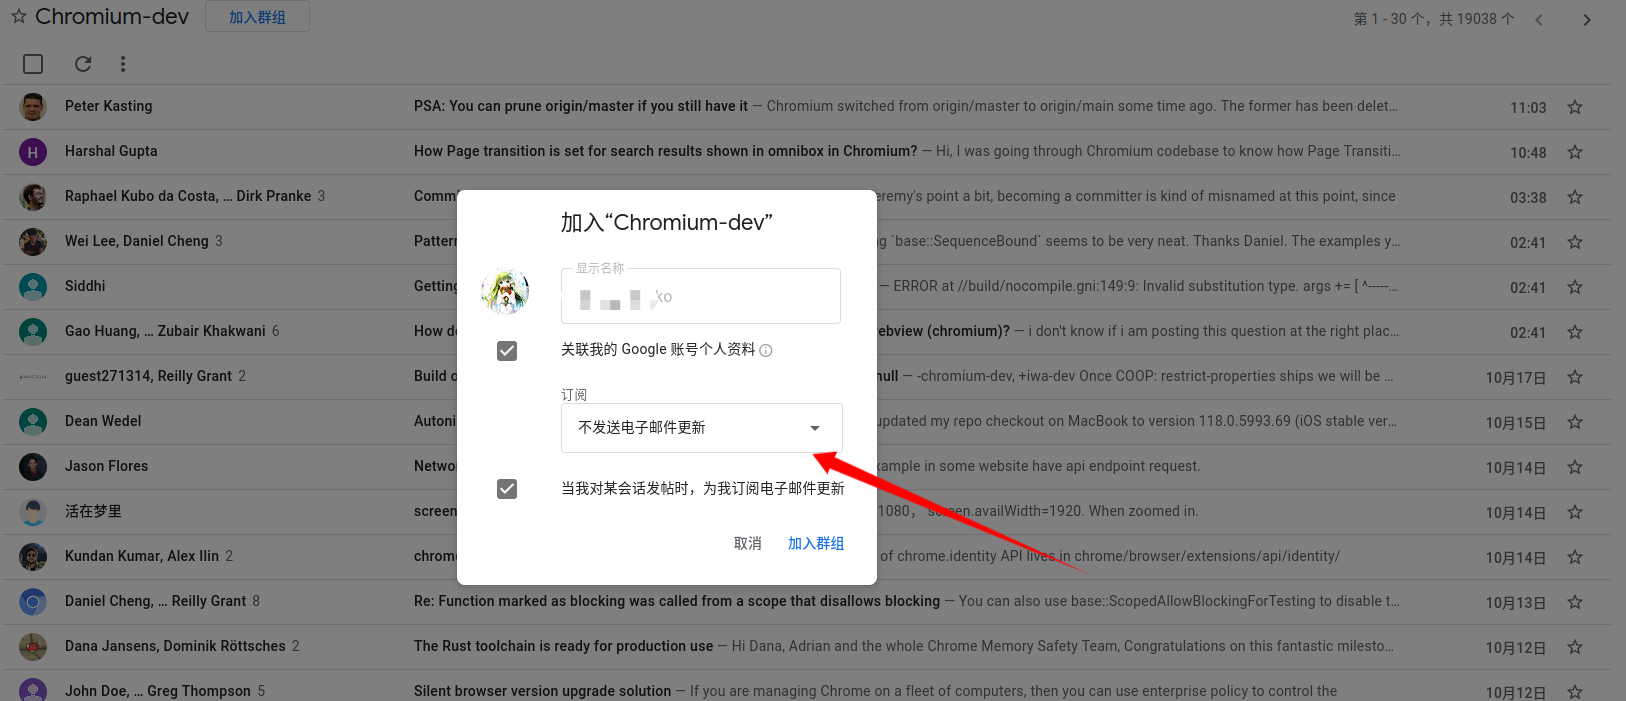 Chromium-dev 加入群组 第 1 - 30 个，共 19038 个
Peter Kasting PSA: You can prune origin/master if you still have it — Chromium switched from origin/master to origin/main some time ago. The former has been delet... 11:03
H Harshal Gupta How Page transition is set for search results shown in omnibox in Chromium? — Hi, I was going through Chromium codebase to know how Page Transiti... 10:48
Raphael Kubo da Costa, ... Dirk Pranke 3 Comm eremy's point a bit, becoming a committer is kind of misnamed at this point, since 03:38
Wei Lee, Daniel Cheng 3 Patter ng `base::SequenceBound` seems to be very neat. Thanks Daniel. The examples y... 02:41
Siddhi Getting — ERROR at //build/nocompile.gni:149:9: Invalid substitution type. args += [ ^-----... 02:41
Gao Huang, ... Zubair Khakwani 6 How d ebview (chromium)? — i don't know if i am posting this question at the right plac... 02:41
guest271314, Reilly Grant 2 Build o null — -chromium-dev, +iwa-dev Once COOP: restrict-properties ships we will be ... 10月17日
Dean Wedel Autoni updated my repo checkout on MacBook to version 118.0.5993.69 (iOS stable ver... 10月15日
Jason Flores Netwo xample in some website have api endpoint request. 10月14日
活在梦里 screen 1080， screen.availWidth=1920. When zoomed in. 10月14日
Kundan Kumar, Alex Ilin 2 chrome of chrome.identity API lives in chrome/browser/extensions/api/identity/ 10月14日
Daniel Cheng, ... Reilly Grant 8 Re: Function marked as blocking was called from a scope that disallows blocking — You can also use base::ScopedAllowBlockingForTesting to disable t... 10月13日
Dana Jansens, Dominik Röttsches 2 The Rust toolchain is ready for production use — Hi Dana, Adrian and the whole Chrome Memory Safety Team, Congratulations on this fantastic milesto... 10月12日
John Doe, ... Greg Thompson 5 Silent browser version upgrade solution — If you are managing Chrome on a fleet of computers, then you can use enterprise policy to control the 10月12日
加入“Chromium-dev”
显示名称
ko
关联我的 Google 账号个人资料
订阅
不发送电子邮件更新
当我对某会话发帖时，为我订阅电子邮件更新
取消 加入群组